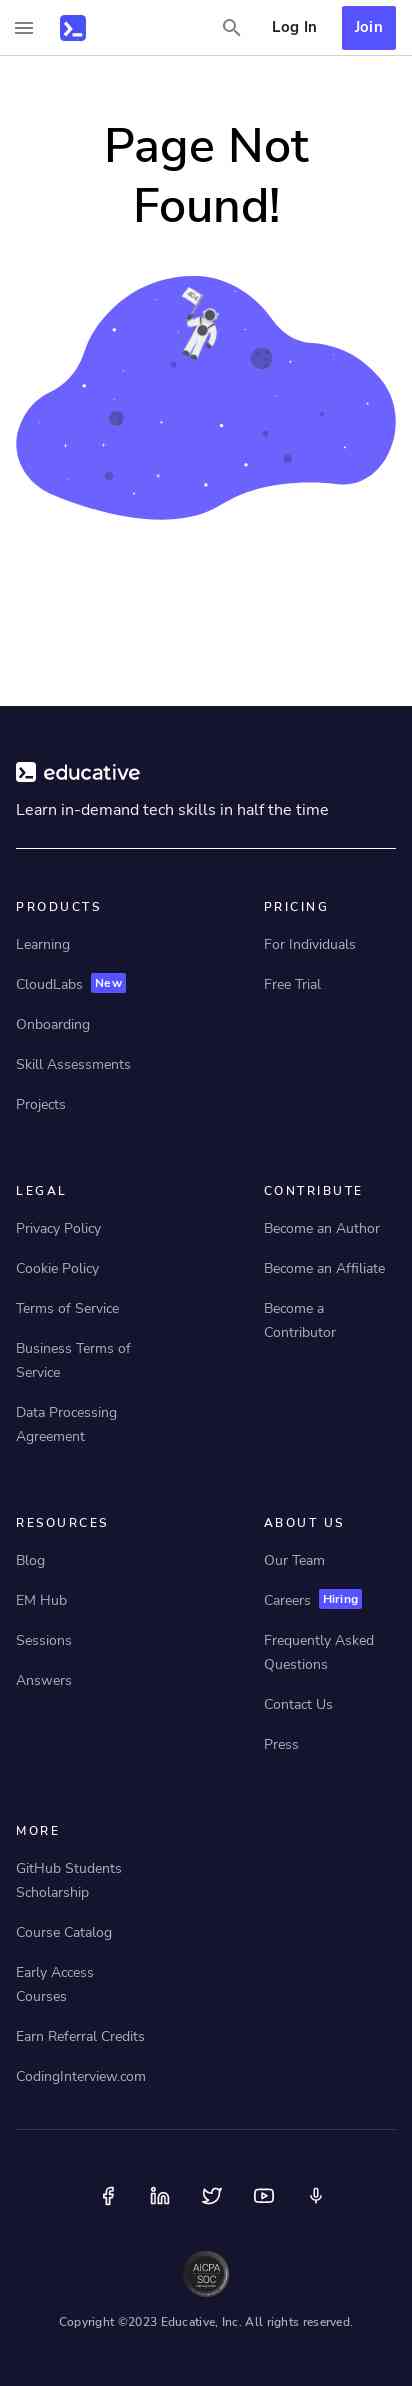 Log In
Join
Page Not
Found!
404
educative
Learn in-demand tech skills in half the time
PRODUCTS
Learning
CloudLabs New
Onboarding
Skill Assessments
Projects
PRICING
For Individuals
Free Trial
LEGAL
Privacy Policy
Cookie Policy
Terms of Service
Business Terms of
Service
Data Processing
Agreement
CONTRIBUTE
Become an Author
Become an Affiliate
Become a
Contributor
RESOURCES
Blog
EM Hub
Sessions
Answers
ABOUT US
Our Team
Careers Hiring
Frequently Asked
Questions
Contact Us
Press
MORE
GitHub Students
Scholarship
Course Catalog
Early Access
Courses
Earn Referral Credits
CodingInterview.com
AICPA
SOC
Copyright ©2023 Educative, Inc. All rights reserved.